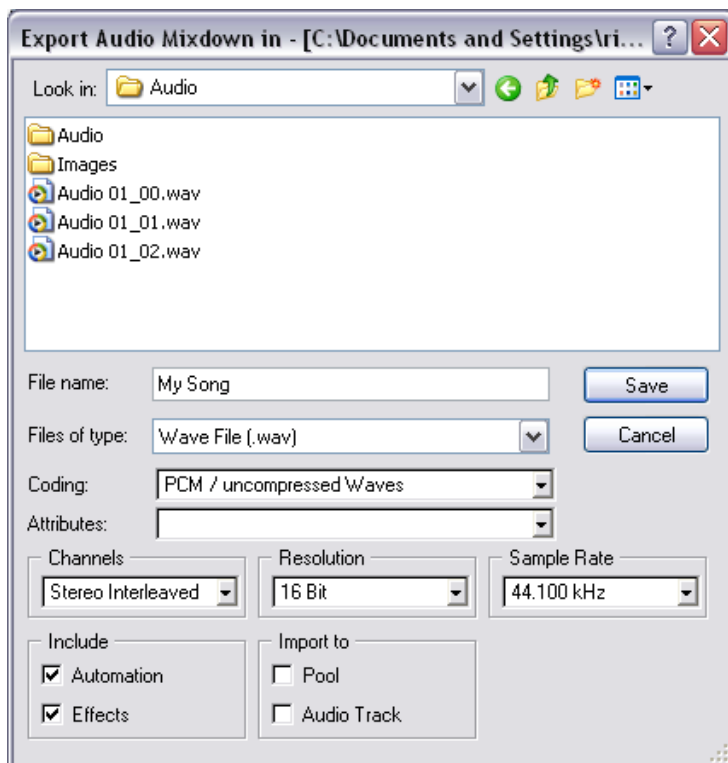 Export Audio Mixdown in - [C:\Documents and Settings\ri... ?
Look in: Audio
Audio
Images
Audio 01_00.wav
Audio 01_01.wav
Audio 01_02.wav
File name: My Song Save
Files of type: Wave File (.wav) Cancel
Coding: PCM / uncompressed Waves
Attributes:
Channels Resolution Sample Rate
Stereo Interleaved 16 Bit 44.100 kHz
Include Import to
Automation Pool
Effects Audio Track